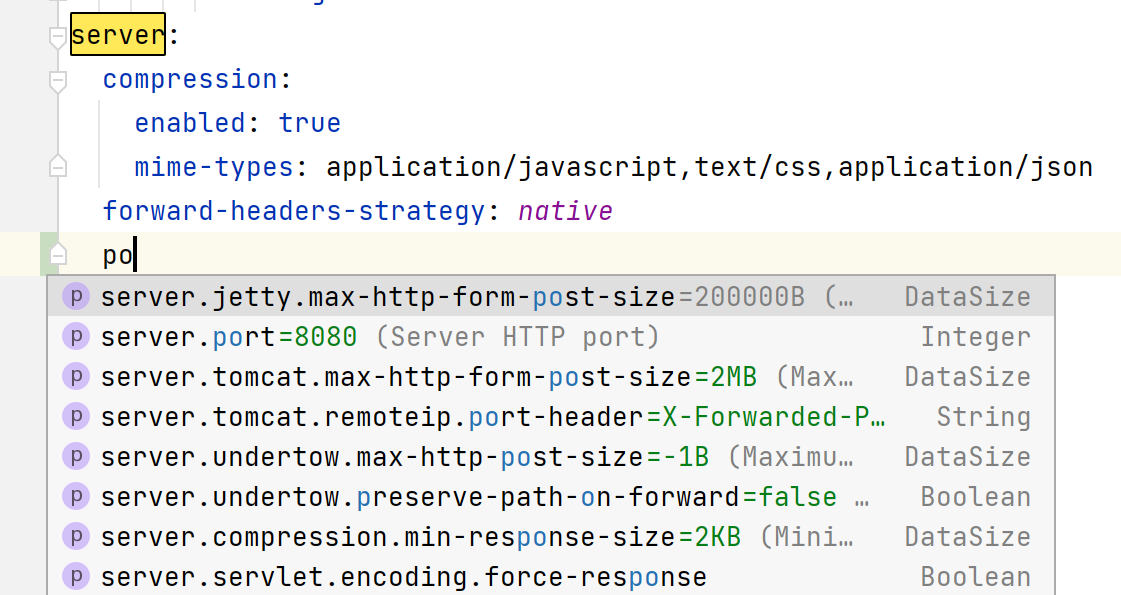 server:
compression:
enabled: true
mime-types: application/javascript,text/css,application/json
forward-headers-strategy: native
po
p server.jetty.max-http-form-post-size=200000B (… DataSize
p server.port=8080 (Server HTTP port) Integer
p server.tomcat.max-http-form-post-size=2MB (Max… DataSize
p server.tomcat.remoteip.port-header=X-Forwarded-P… String
p server.undertow.max-http-post-size=-1B (Maximu… DataSize
p server.undertow.preserve-path-on-forward=false … Boolean
p server.compression.min-response-size=2KB (Mini… DataSize
p server.servlet.encoding.force-response Boolean